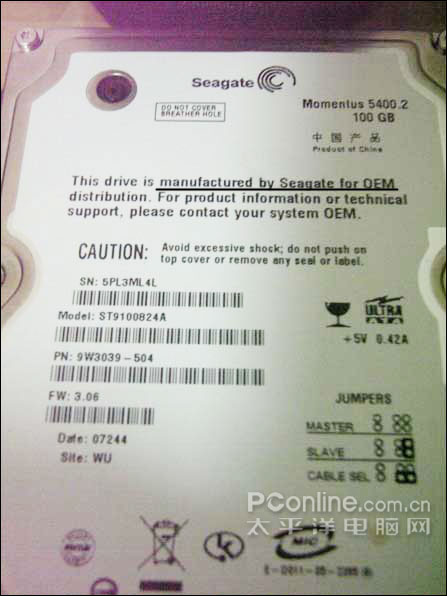 Seagate
DO NOT COVER
BREATHER HOLE
Momentus 5400.2
100 GB
中国产品
Product of China
This drive is manufactured by Seagate for OEM
distribution. For product information or technical
support, please contact your system OEM.
CAUTION: Avoid excessive shock; do not push on
top cover or remove any seal or label.
SN: 5PL3ML4L
Model: ST9100824A
PN: 9W3039-504
FW: 3.06
Date: 07244
Site: WU
ULTRA
ATA
+5V 0.42A
JUMPERS
MASTER
SLAVE
CABLE SEL
PConline.com.cn
太平洋电脑网
MIC